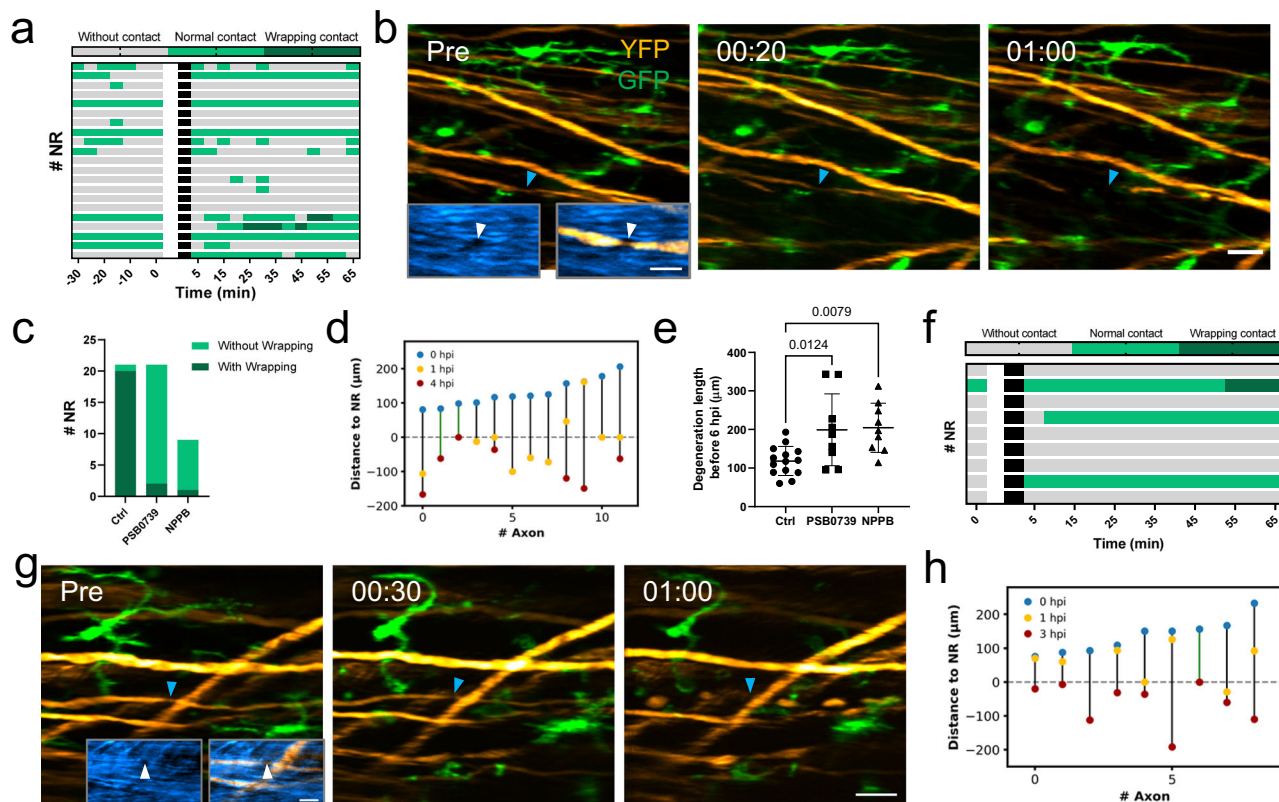 a
Without contact Normal contact Wrapping contact
# NR
-30 -20 -10 0 5 15 25 35 45 55 65
Time (min)
b
Pre
YFP
GFP
00:20
01:00
c
25
20
15
10
5
0
# NR
Without Wrapping
With Wrapping
Ctrl PSB0739 NPPB
d
Distance to NR (μm)
200
100
0
−100
−200
0 hpi
1 hpi
4 hpi
0 5 10
# Axon
e
0.0079
0.0124
Degeneration length
before 6 hpi (μm)
400
300
200
100
0
Ctrl PSB0739 NPPB
f
Without contact Normal contact Wrapping contact
# NR
0 5 15 25 35 45 55 65
Time (min)
g
Pre
00:30
01:00
h
Distance to NR (μm)
200
100
0
−100
−200
0 hpi
1 hpi
3 hpi
0 5
# Axon